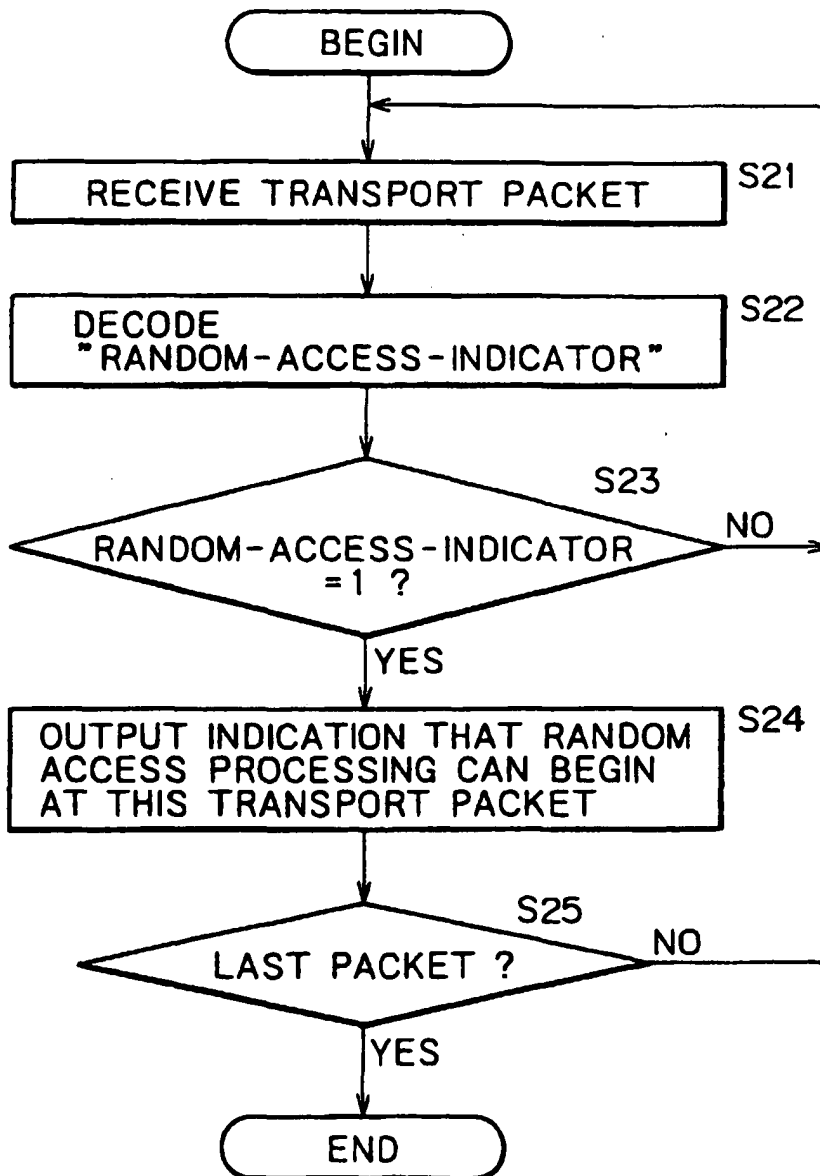 BEGIN
RECEIVE TRANSPORT PACKET
S21
DECODE
"RANDOM-ACCESS-INDICATOR"
S22
S23
RANDOM-ACCESS-INDICATOR
=1 ?
NO
YES
OUTPUT INDICATION THAT RANDOM
ACCESS PROCESSING CAN BEGIN
AT THIS TRANSPORT PACKET
S24
S25
LAST PACKET ?
NO
YES
END